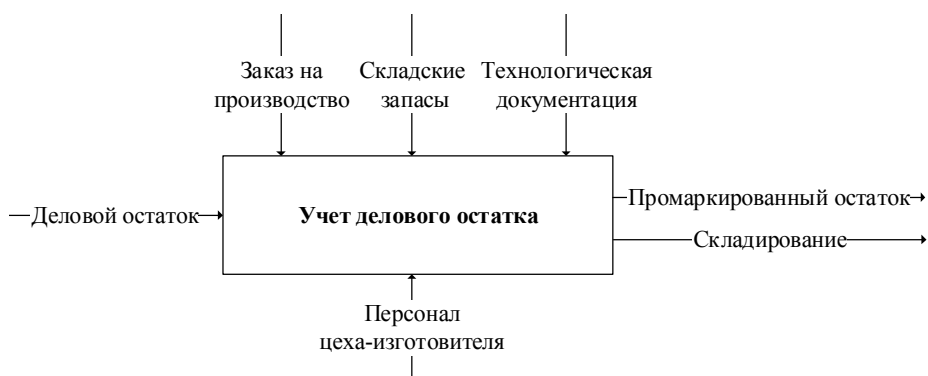 Заказ на
производство
Складские
запасы
Технологическая
документация
Деловой остаток
Учет делового остатка
Промаркированный остаток
Складирование
Персонал
цеха-изготовителя